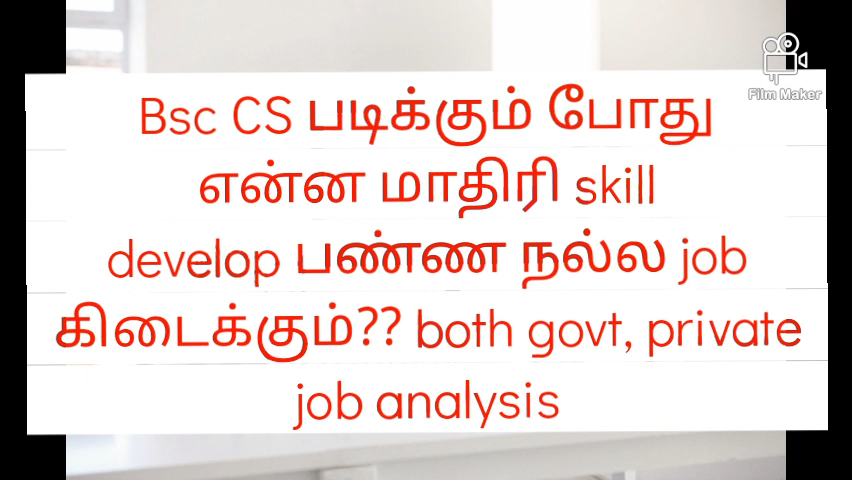 Film Maker
Bsc CS படிக்கும் போது
என்ன மாதிரி skill
develop பண்ண நல்ல job
கிடைக்கும்?? both govt, private
job analysis